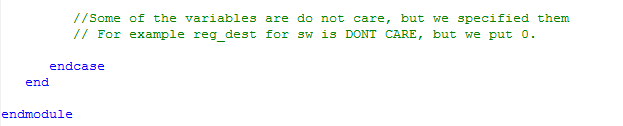 //Some of the variables are do not care, but we specified them
// For example reg_dest for sw is DONT CARE, but we put 0.
endcase
end
endmodule